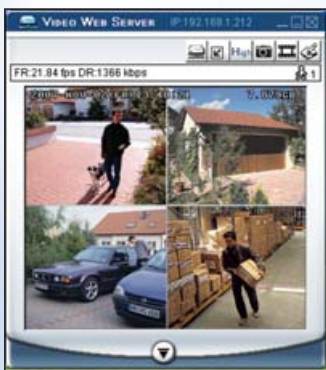 VIDEO WEB SERVER IP:192.168.1.212
High
FR:21.84 fps DR:1366 kbps 1